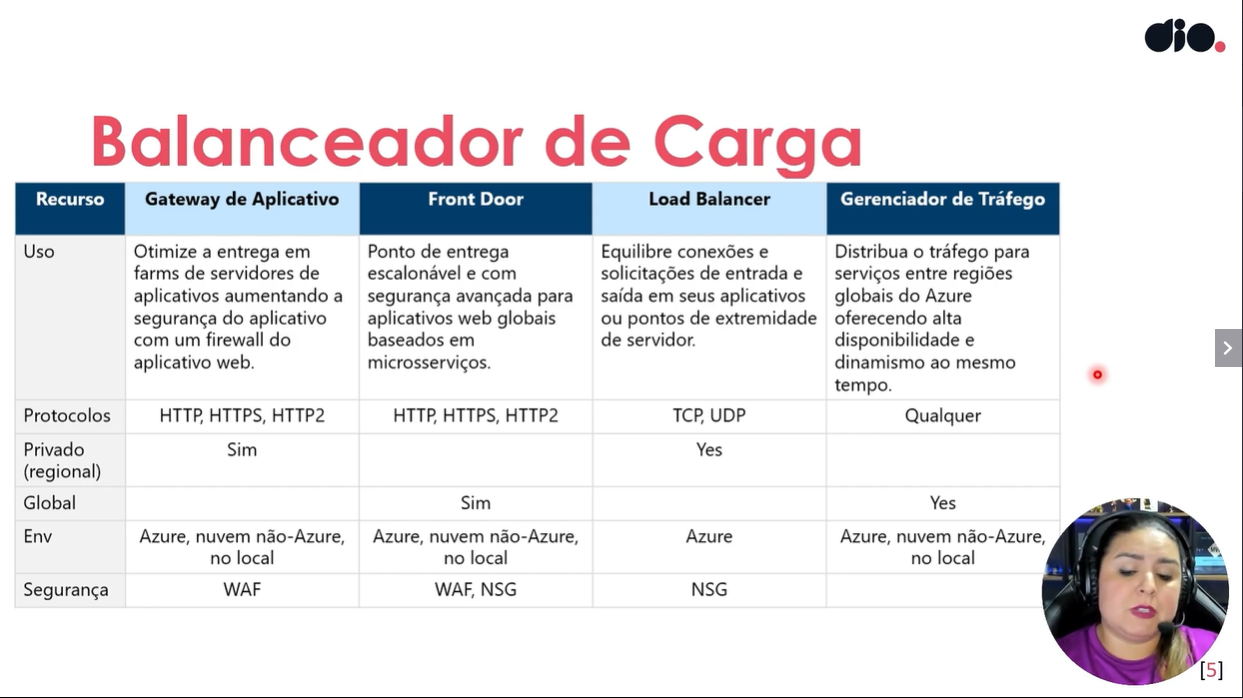 dio.
Balanceador de Carga
Recurso
Gateway de Aplicativo
Front Door
Load Balancer
Gerenciador de Tráfego
Uso
Otimize a entrega em
farms de servidores de
aplicativos aumentando a
segurança do aplicativo
com um firewall do
aplicativo web.
Ponto de entrega
escalonável e com
segurança avançada para
aplicativos web globais
baseados em
microsserviços.
Equilibre conexões e
solicitações de entrada e
saída em seus aplicativos
ou pontos de extremidade
de servidor.
Distribua o tráfego para
serviços entre regiões
globais do Azure
oferecendo alta
disponibilidade e
dinamismo ao mesmo
tempo.
Protocolos
HTTP, HTTPS, HTTP2
HTTP, HTTPS, HTTP2
TCP, UDP
Qualquer
Privado
(regional)
Sim
Yes
Global
Sim
Yes
Env
Azure, nuvem não-Azure,
no local
Azure, nuvem não-Azure,
no local
Azure
Azure, nuvem não-Azure,
no local
Segurança
WAF
WAF, NSG
NSG
[5]